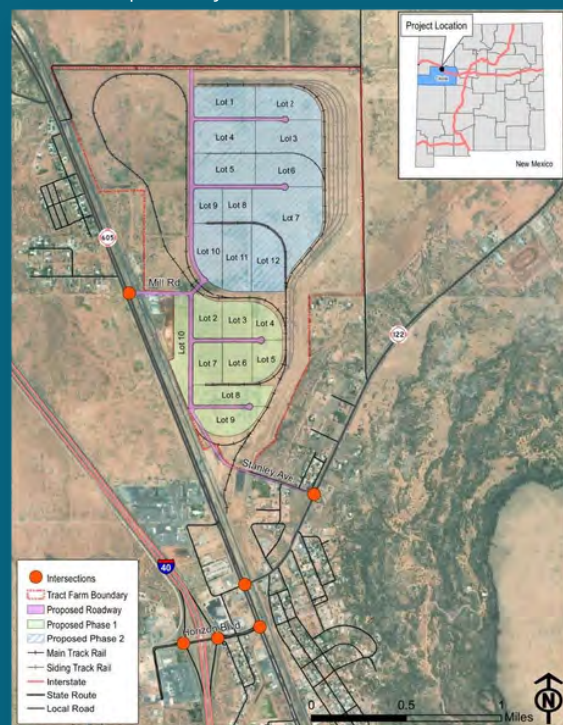 Project Location
New Mexico
Lot 1
Lot 2
Lot 4
Lot 3
Lot 5
Lot 6
Lot 9
Lot 8
Lot 7
Lot 10
Lot 11
Lot 12
605
Mill Rd
Lot 10
Lot 2
Lot 3
Lot 4
Lot 7
Lot 6
Lot 5
Lot 8
Lot 9
122
Stanley Ave
40
Horizon Blvd
Intersections
Tract Farm Boundary
Proposed Roadway
Proposed Phase 1
Proposed Phase 2
Main Track Rail
Siding Track Rail
Interstate
State Route
Local Road
0 0.5 1
Miles
N